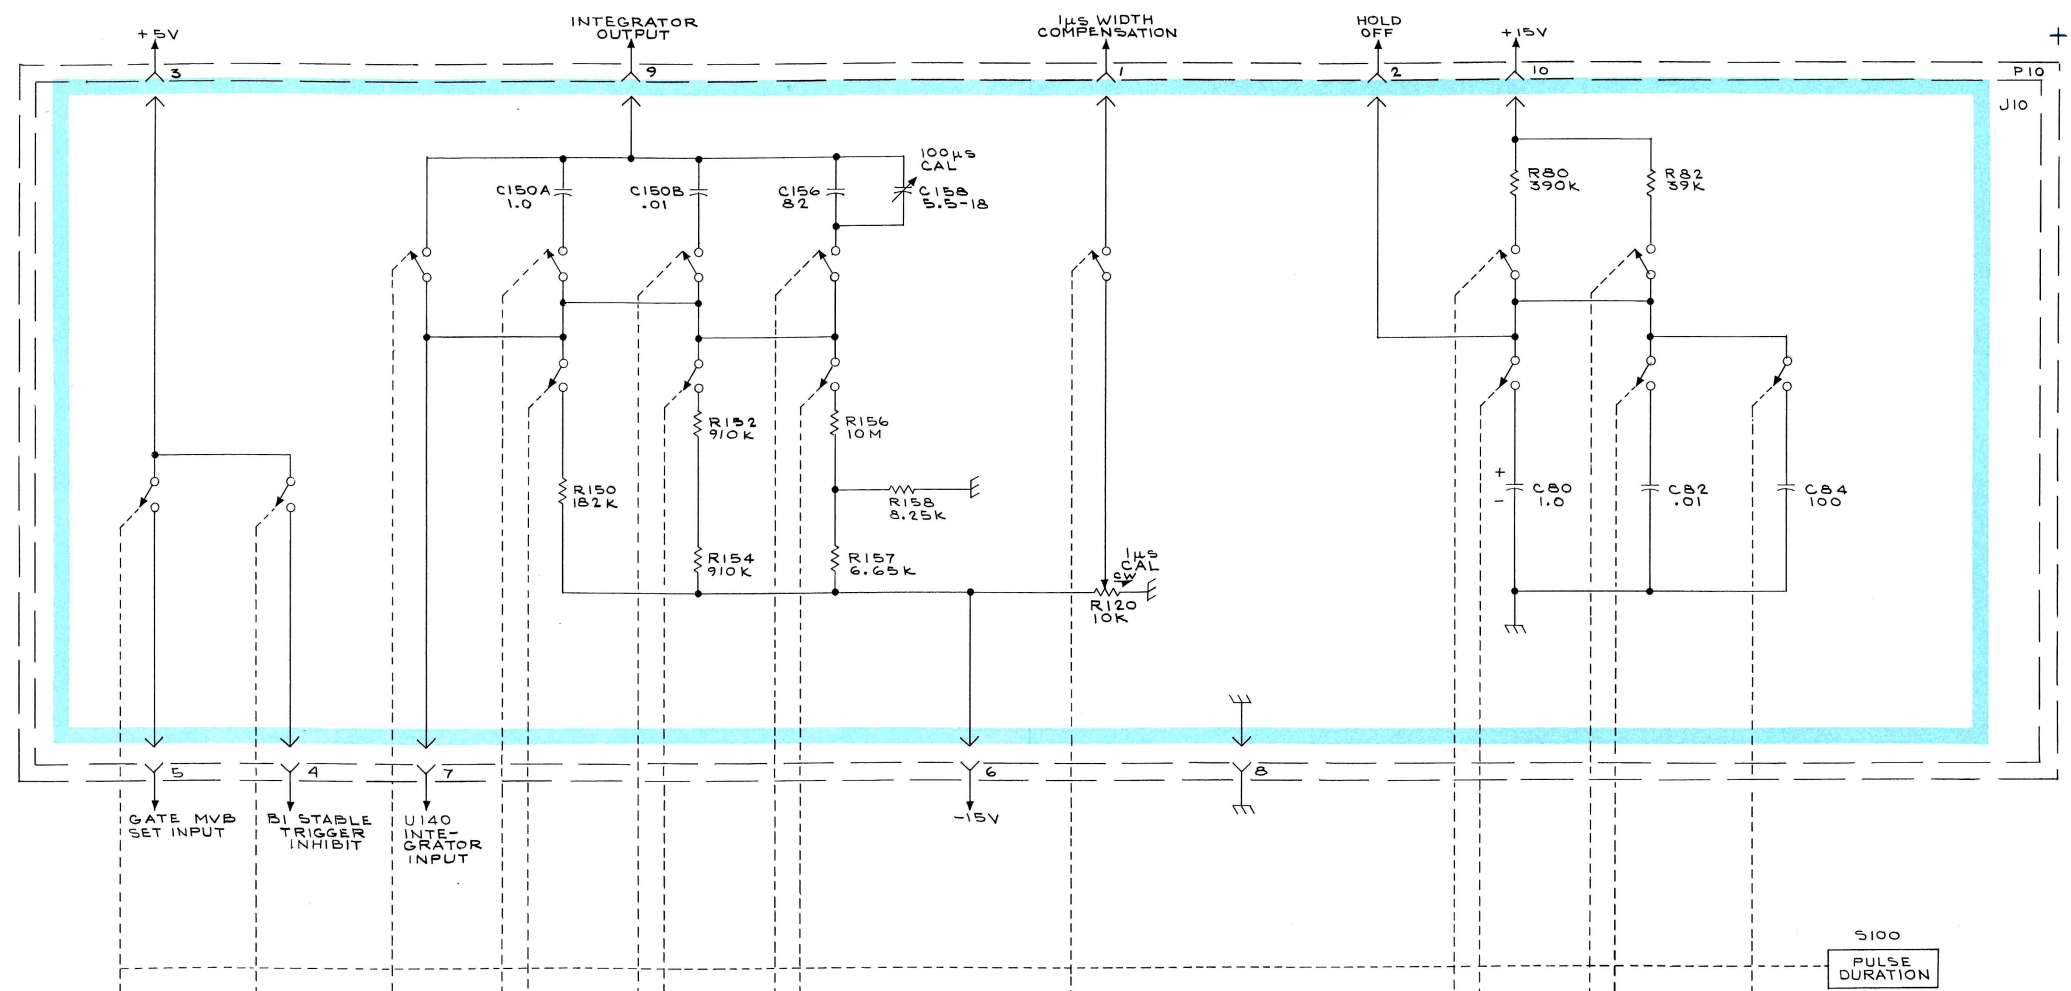 +5V
INTEGRATOR
OUTPUT
1µS WIDTH
COMPENSATION
HOLD
OFF
+15V
+
3
9
1
2
10
P10
J10
100µS
CAL
C150A
1.0
C150B
.01
C156
82
C158
5.5-18
R80
390K
R82
39K
R152
910K
R156
10M
R150
182K
R158
8.25K
+
-
C80
1.0
C82
.01
C84
100
R154
910K
R157
6.65K
1µS
CAL
CW
R120
10K
5
4
7
6
8
GATE MVB
SET INPUT
BI STABLE
TRIGGER
INHIBIT
U140
INTE-
GRATOR
INPUT
-15V
S100
PULSE
DURATION